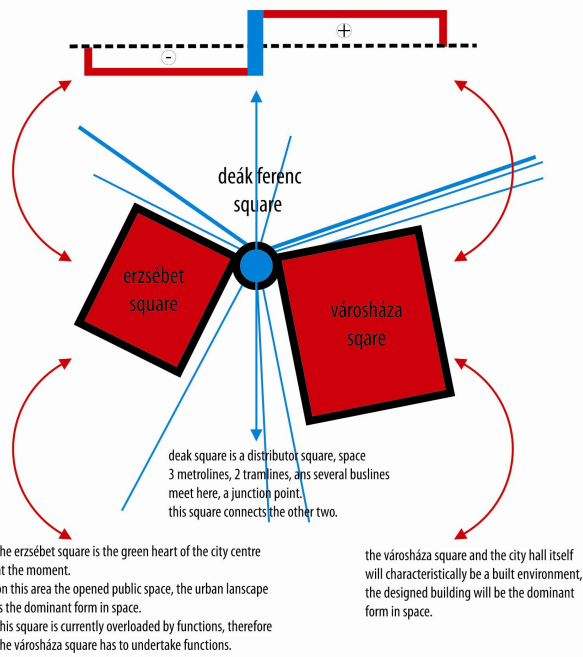 +
-
deák ferenc
square
erzsébet
square
városháza
sqare
deak square is a distributor square, space
3 metrolines, 2 tramlines, ans several buslines
meet here, a junction point.
this square connects the other two.
he erzsébet square is the green heart of the city centre
at the moment.
on this area the opened public space, the urban lanscape
s the dominant form in space.
his square is currently overloaded by functions, therefore
he városháza square has to undertake functions.
the városháza square and the city hall itself
will characteristically be a built environment,
the designed building will be the dominant
form in space.